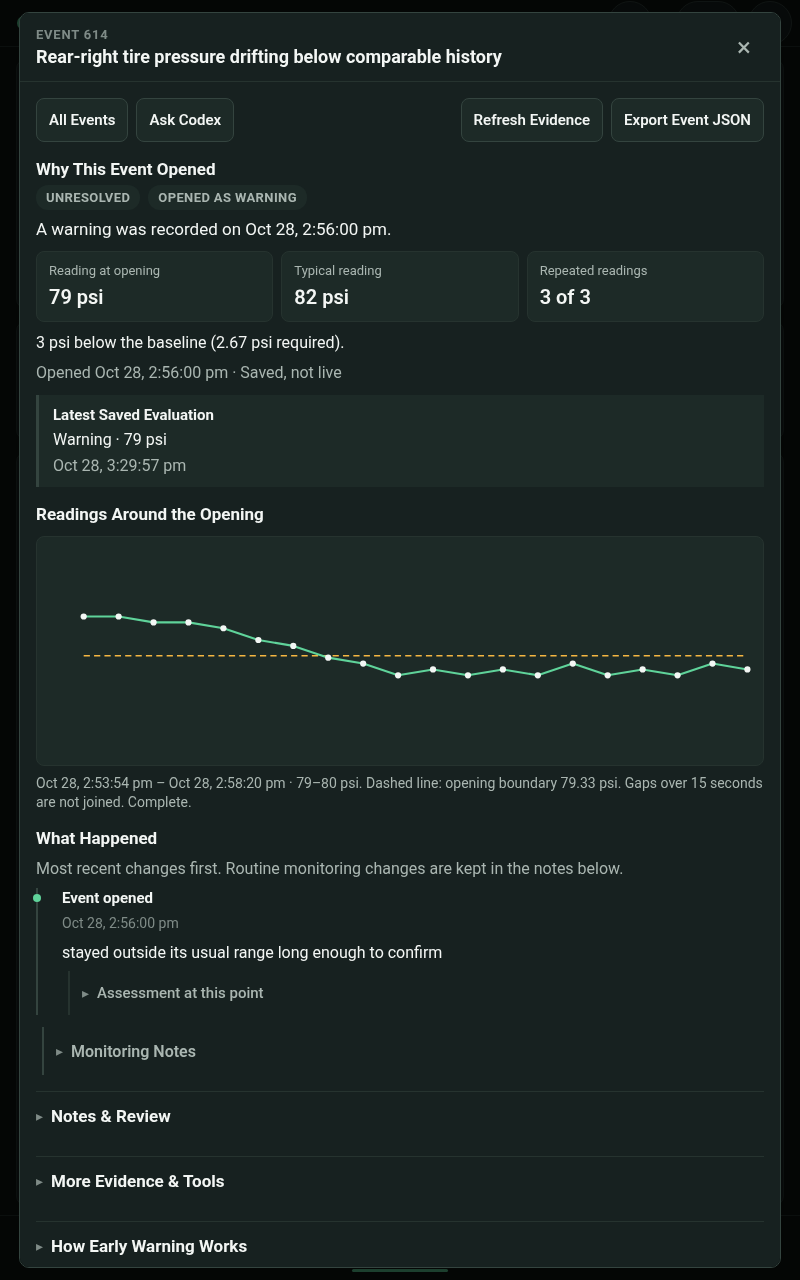 EVENT 614
Rear-right tire pressure drifting below comparable history
×
All Events
Ask Codex
Refresh Evidence
Export Event JSON
Why This Event Opened
UNRESOLVED
OPENED AS WARNING
A warning was recorded on Oct 28, 2:56:00 pm.
Reading at opening
79 psi
Typical reading
82 psi
Repeated readings
3 of 3
3 psi below the baseline (2.67 psi required).
Opened Oct 28, 2:56:00 pm · Saved, not live
Latest Saved Evaluation
Warning · 79 psi
Oct 28, 3:29:57 pm
Readings Around the Opening
Oct 28, 2:53:54 pm – Oct 28, 2:58:20 pm · 79–80 psi. Dashed line: opening boundary 79.33 psi. Gaps over 15 seconds
are not joined. Complete.
What Happened
Most recent changes first. Routine monitoring changes are kept in the notes below.
Event opened
Oct 28, 2:56:00 pm
stayed outside its usual range long enough to confirm
▸ Assessment at this point
▸ Monitoring Notes
▸ Notes & Review
▸ More Evidence & Tools
▸ How Early Warning Works